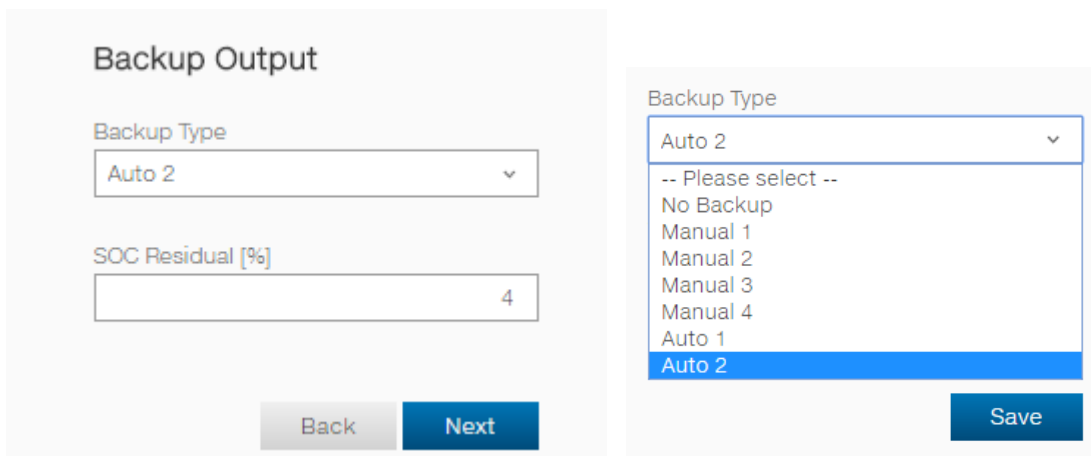 Backup Output
Backup Type
Auto 2
SOC Residual [%]
4
Back
Next
Backup Type
Auto 2
-- Please select --
No Backup
Manual 1
Manual 2
Manual 3
Manual 4
Auto 1
Auto 2
Save